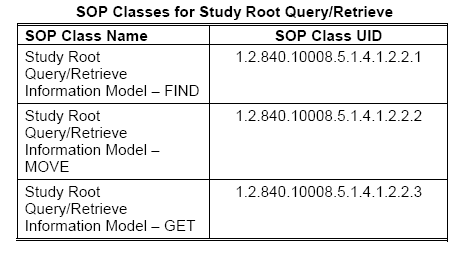 SOP Classes for Study Root Query/Retrieve
SOP Class Name SOP Class UID
Study Root 1.2.840.10008.5.1.4.1.2.2.1
Query/Retrieve
Information Model – FIND
Study Root 1.2.840.10008.5.1.4.1.2.2.2
Query/Retrieve
Information Model –
MOVE
Study Root 1.2.840.10008.5.1.4.1.2.2.3
Query/Retrieve
Information Model – GET